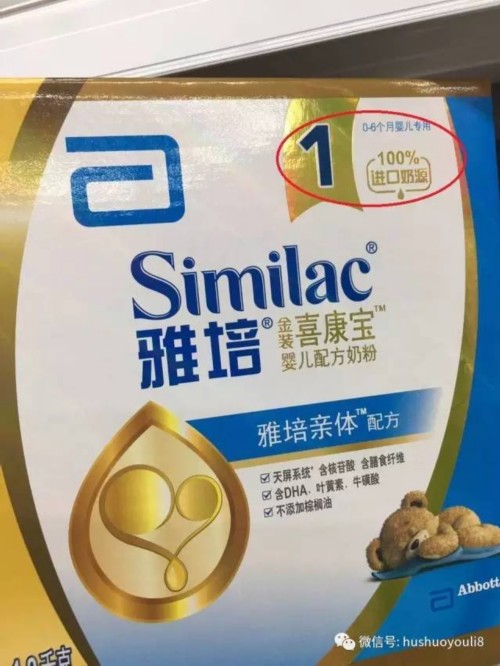 1
0-6个月婴儿专用
100%
进口奶源
Similac®
雅培®金装喜康宝™
婴儿配方奶粉
雅培亲体™配方
天屏系统*含核苷酸 含膳食纤维
含DHA、叶黄素、牛磺酸
不添加棕榈油
Abbott
千克
微信号: hushuoyouli8